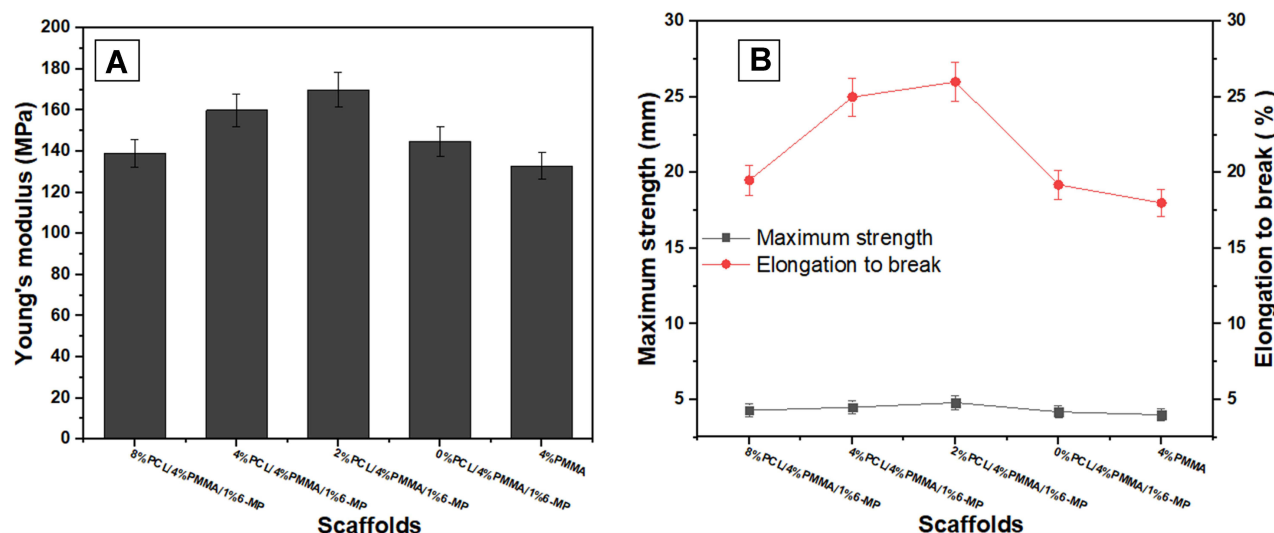 A
Young's modulus (MPa)
200
180
160
140
120
100
80
60
40
20
0
8%PCL/4%PMMA/1%6-MP
4%PCL/4%PMMA/1%6-MP
2%PCL/4%PMMA/1%6-MP
0%PCL/4%PMMA/1%6-MP
4%PMMA
Scaffolds
B
Maximum strength (mm)
30
25
20
15
10
5
Maximum strength
Elongation to break
30
25
20
15
10
5
Elongation to break ( % )
8%PCL/4%PMMA/1%6-MP
4%PCL/4%PMMA/1%6-MP
2%PCL/4%PMMA/1%6-MP
0%PCL/4%PMMA/1%6-MP
4%PMMA
Scaffolds